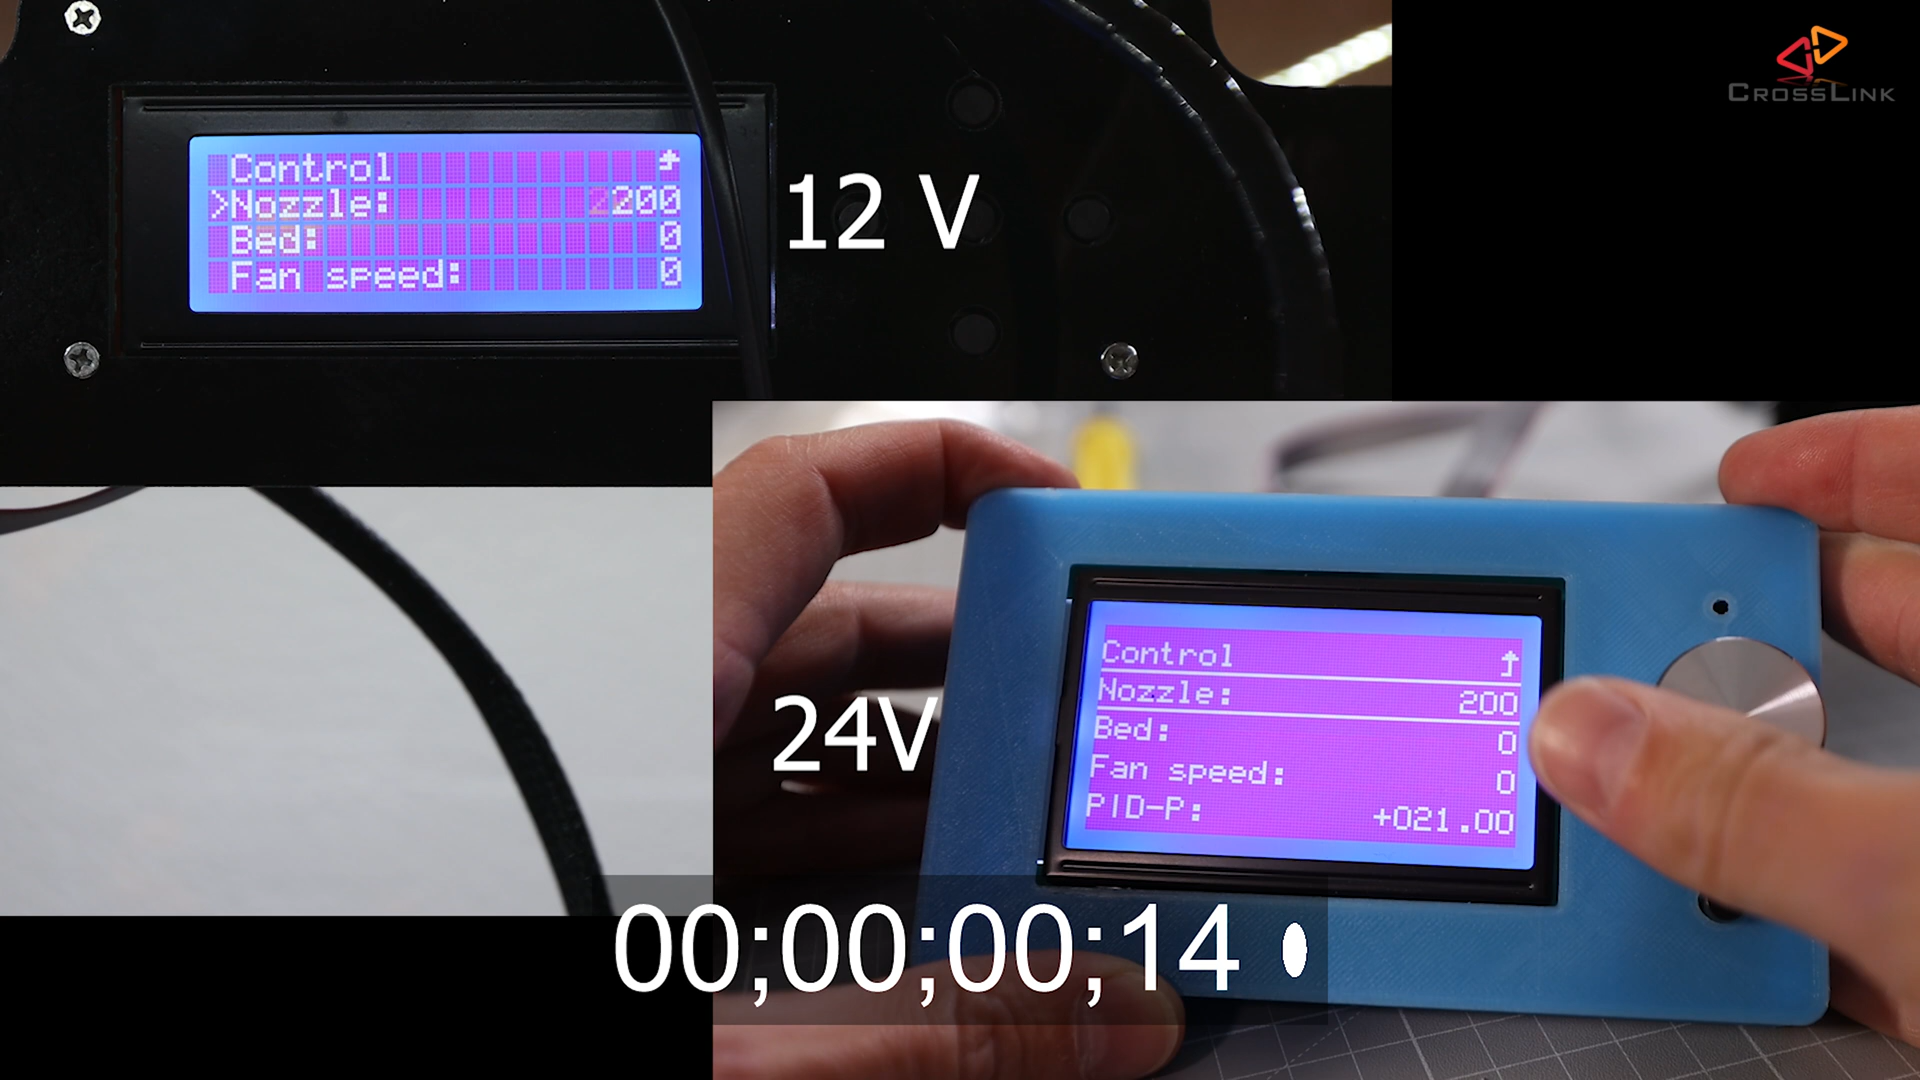 CROSSLINK
Control
>Nozzle: 200
Bed: 0
Fan speed: 0
12 V
24V
Control
Nozzle: 200
Bed: 0
Fan speed: 0
PID-P: +021.00
00;00;00;14